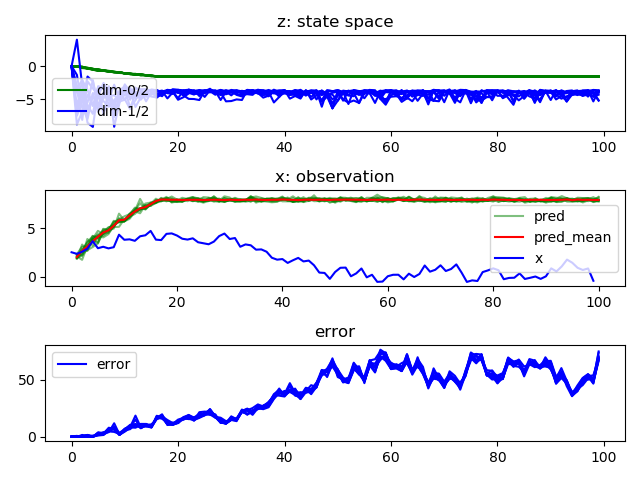 z: state space
0
−5
dim-0/2
dim-1/2
0
20
40
60
80
100
x: observation
5
0
pred
pred_mean
x
0
20
40
60
80
100
error
50
0
error
0
20
40
60
80
100